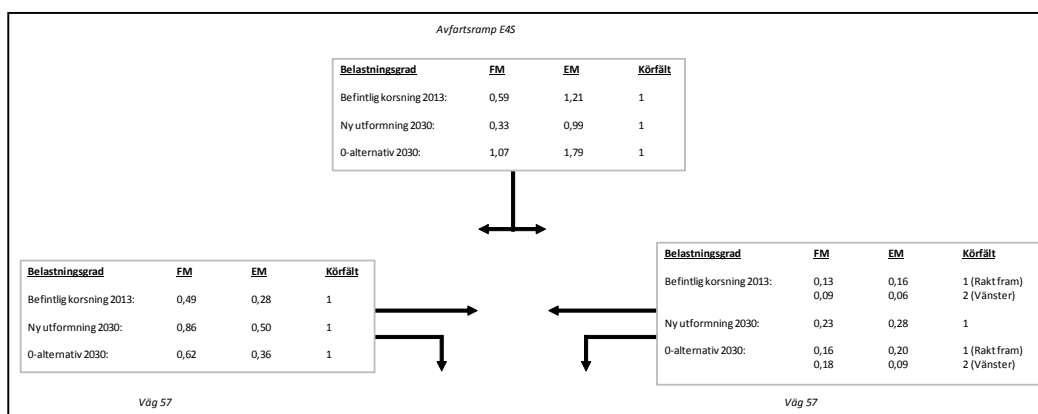 Avfartsramp E4S
Belastningsgrad FM EM Körfält
Befintlig korsning 2013: 0,59 1,21 1
Ny utformning 2030: 0,33 0,99 1
0-alternativ 2030: 1,07 1,79 1
Belastningsgrad FM EM Körfält
Befintlig korsning 2013: 0,49 0,28 1
Ny utformning 2030: 0,86 0,50 1
0-alternativ 2030: 0,62 0,36 1
Belastningsgrad FM EM Körfält
Befintlig korsning 2013: 0,13 0,16 1 (Rakt fram)
0,09 0,06 2 (Vänster)
Ny utformning 2030: 0,23 0,28 1
0-alternativ 2030: 0,16 0,20 1 (Rakt fram)
0,18 0,09 2 (Vänster)
Väg 57
Väg 57